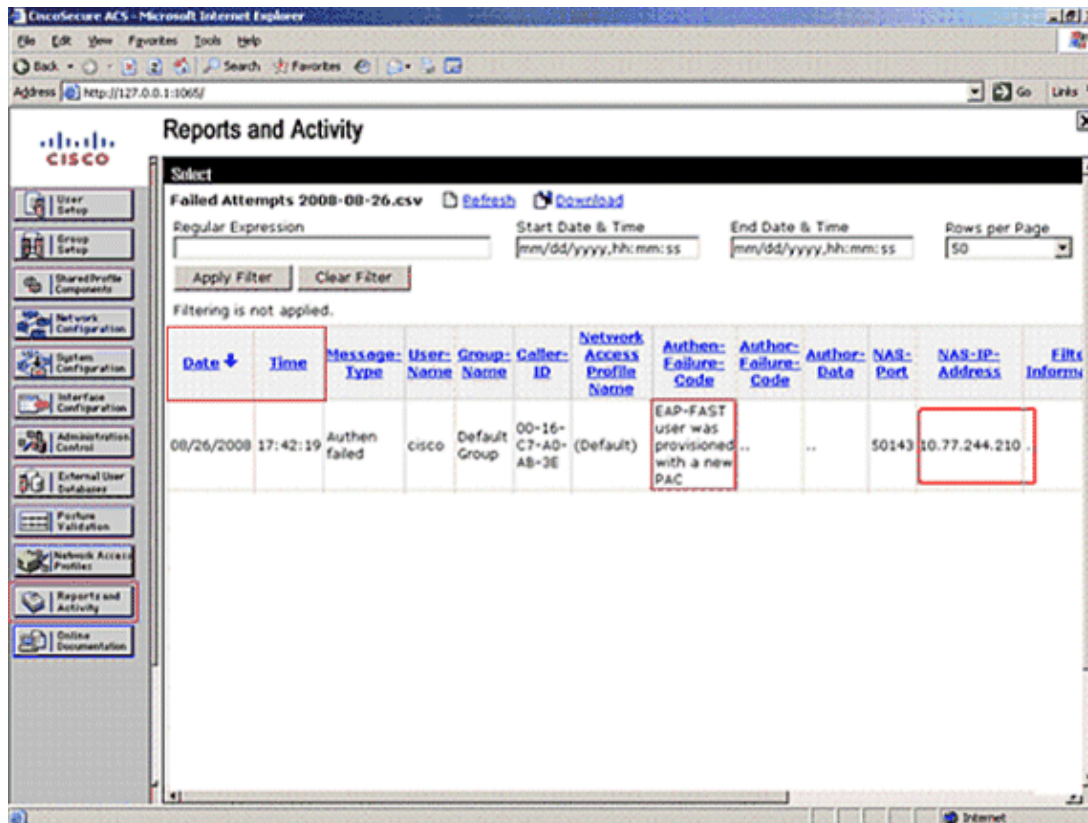 CiscoSecure ACS - Microsoft Internet Explorer
File Edit View Favorites Tools Help
Back Search Favorites
Address http://127.0.0.1:1065/ Go Links
CISCO
User Setup
Group Setup
Shared Profile Components
Network Configuration
System Configuration
Interface Configuration
Administration Control
External User Databases
Posture Validation
Network Access Profiles
Reports and Activity
Online Documentation
Reports and Activity
Select
Failed Attempts 2008-08-26.csv Refresh Download
Regular Expression Start Date & Time End Date & Time Rows per Page
mm/dd/yyyy,hh:mm:ss mm/dd/yyyy,hh:mm:ss 50
Apply Filter Clear Filter
Filtering is not applied.
Date Time Message-Type User-Name Group-Name Caller-ID Network Access Profile Name Authen-Failure-Code Author-Failure-Code Author-Data NAS-Port NAS-IP-Address Filte Informa
08/26/2008 17:42:19 Authen failed cisco Default Group 00-16-C7-A0-AB-3E (Default) EAP-FAST user was provisioned with a new PAC .. .. 50143 10.77.244.210 .
Internet